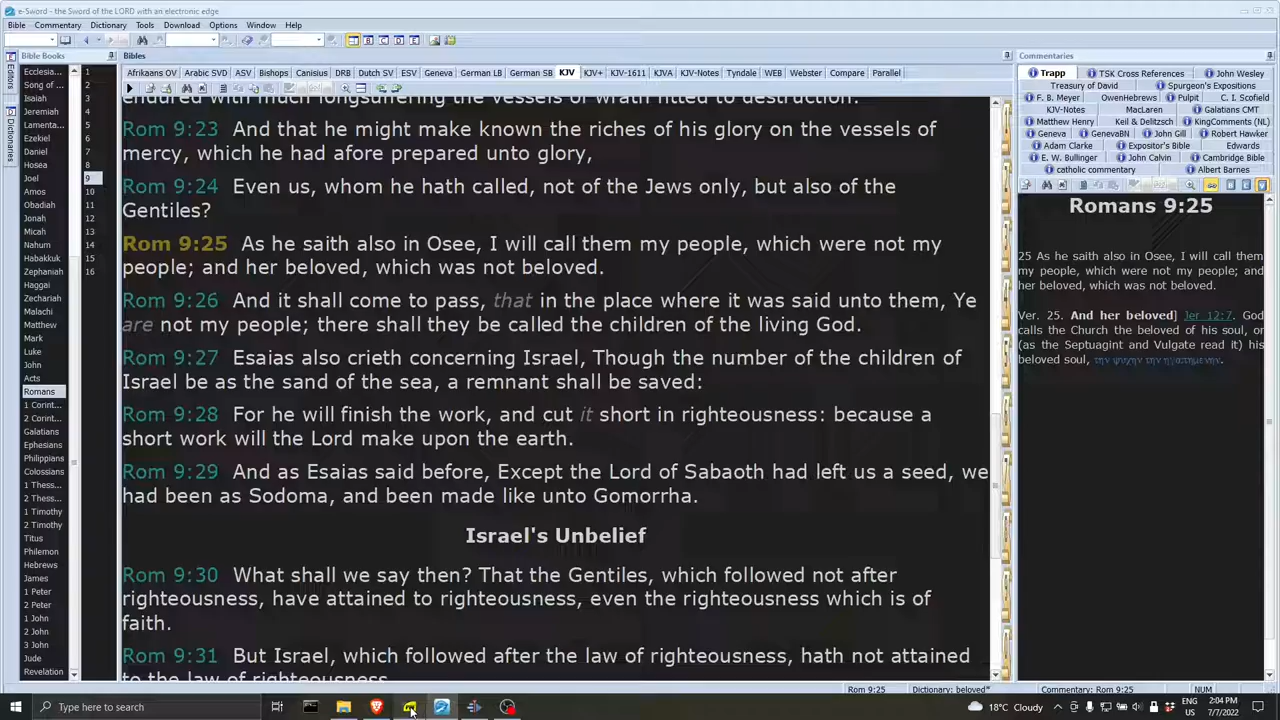 e-Sword - the Sword of the LORD with an electronic edge
Bible Commentary Dictionary Tools Download Options Window Help
Bible Books
Bibles
Commentaries
Editors
Dictionaries
Ecclesia...
Song of ...
Isaiah
Jeremiah
Lamenta...
Ezekiel
Daniel
Hosea
Joel
Amos
Obadiah
Jonah
Micah
Nahum
Habakkuk
Zephaniah
Haggai
Zechariah
Malachi
Matthew
Mark
Luke
John
Acts
Romans
1 Corint...
2 Corint...
Galatians
Ephesians
Philippians
Colossians
1 Thess...
2 Thess...
1 Timothy
2 Timothy
Titus
Philemon
Hebrews
James
1 Peter
2 Peter
1 John
2 John
3 John
Jude
Revelation
1
2
3
4
5
6
7
8
9
10
11
12
13
14
15
16
Afrikaans OV Arabic SVD ASV Bishops Canisius DRB Dutch SV ESV Geneva German LB German SB KJV KJV+ KJV-1611 KJVA KJV-Notes Tyndale WEB Webster Compare Parallel
endured with much longsuffering the vessels of wrath fitted to destruction:
Rom 9:23 And that he might make known the riches of his glory on the vessels of
mercy, which he had afore prepared unto glory,
Rom 9:24 Even us, whom he hath called, not of the Jews only, but also of the
Gentiles?
Rom 9:25 As he saith also in Osee, I will call them my people, which were not my
people; and her beloved, which was not beloved.
Rom 9:26 And it shall come to pass, that in the place where it was said unto them, Ye
are not my people; there shall they be called the children of the living God.
Rom 9:27 Esaias also crieth concerning Israel, Though the number of the children of
Israel be as the sand of the sea, a remnant shall be saved:
Rom 9:28 For he will finish the work, and cut it short in righteousness: because a
short work will the Lord make upon the earth.
Rom 9:29 And as Esaias said before, Except the Lord of Sabaoth had left us a seed, we
had been as Sodoma, and been made like unto Gomorrha.
Israel's Unbelief
Rom 9:30 What shall we say then? That the Gentiles, which followed not after
righteousness, have attained to righteousness, even the righteousness which is of
faith.
Rom 9:31 But Israel, which followed after the law of righteousness, hath not attained
to the law of righteousness.
Trapp TSK Cross References John Wesley
Treasury of David Spurgeon's Expositions
F. B. Meyer OwenHebrews Pulpit C. I. Scofield
KJV-Notes MacLaren Galatians CMT
Matthew Henry Keil & Delitzsch KingComments (NL)
Geneva GenevaBN John Gill Robert Hawker
Adam Clarke Expositor's Bible Edwards
E. W. Bullinger John Calvin Cambridge Bible
catholic commentary Albert Barnes
Romans 9:25
25 As he saith also in Osee, I will call
them my people, which were not my
people; and her beloved, which was not beloved.
Ver. 25. And her beloved] Jer 12:7. God
calls the Church the beloved of his soul, or
(as the Septuagint and Vulgate read it) his
beloved soul, την ψυχην την ηγαπημενην.
Rom 9:25 Dictionary: beloved* Commentary: Rom 9:25 NUM
Type here to search
18°C Cloudy
ENG
US
2:04 PM
7/7/2022